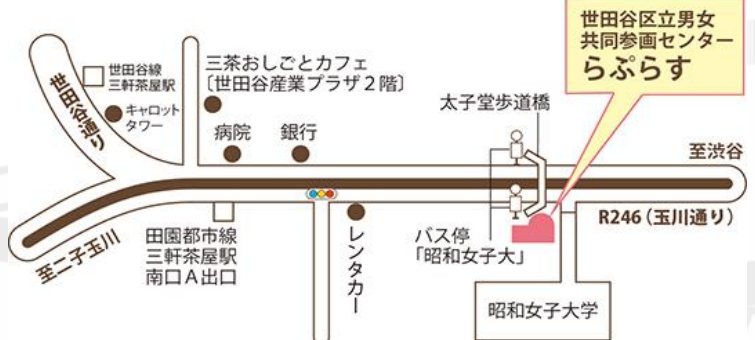 世田谷区立男女
共同参画センター
らぷらす
世田谷線
三軒茶屋駅
世田谷通り
キャロット
タワー
三茶おしごとカフェ
〔世田谷産業プラザ２階〕
太子堂歩道橋
病院
銀行
至渋谷
R246（玉川通り）
至二子玉川
田園都市線
三軒茶屋駅
南口Ａ出口
レンタカー
バス停
「昭和女子大」
昭和女子大学